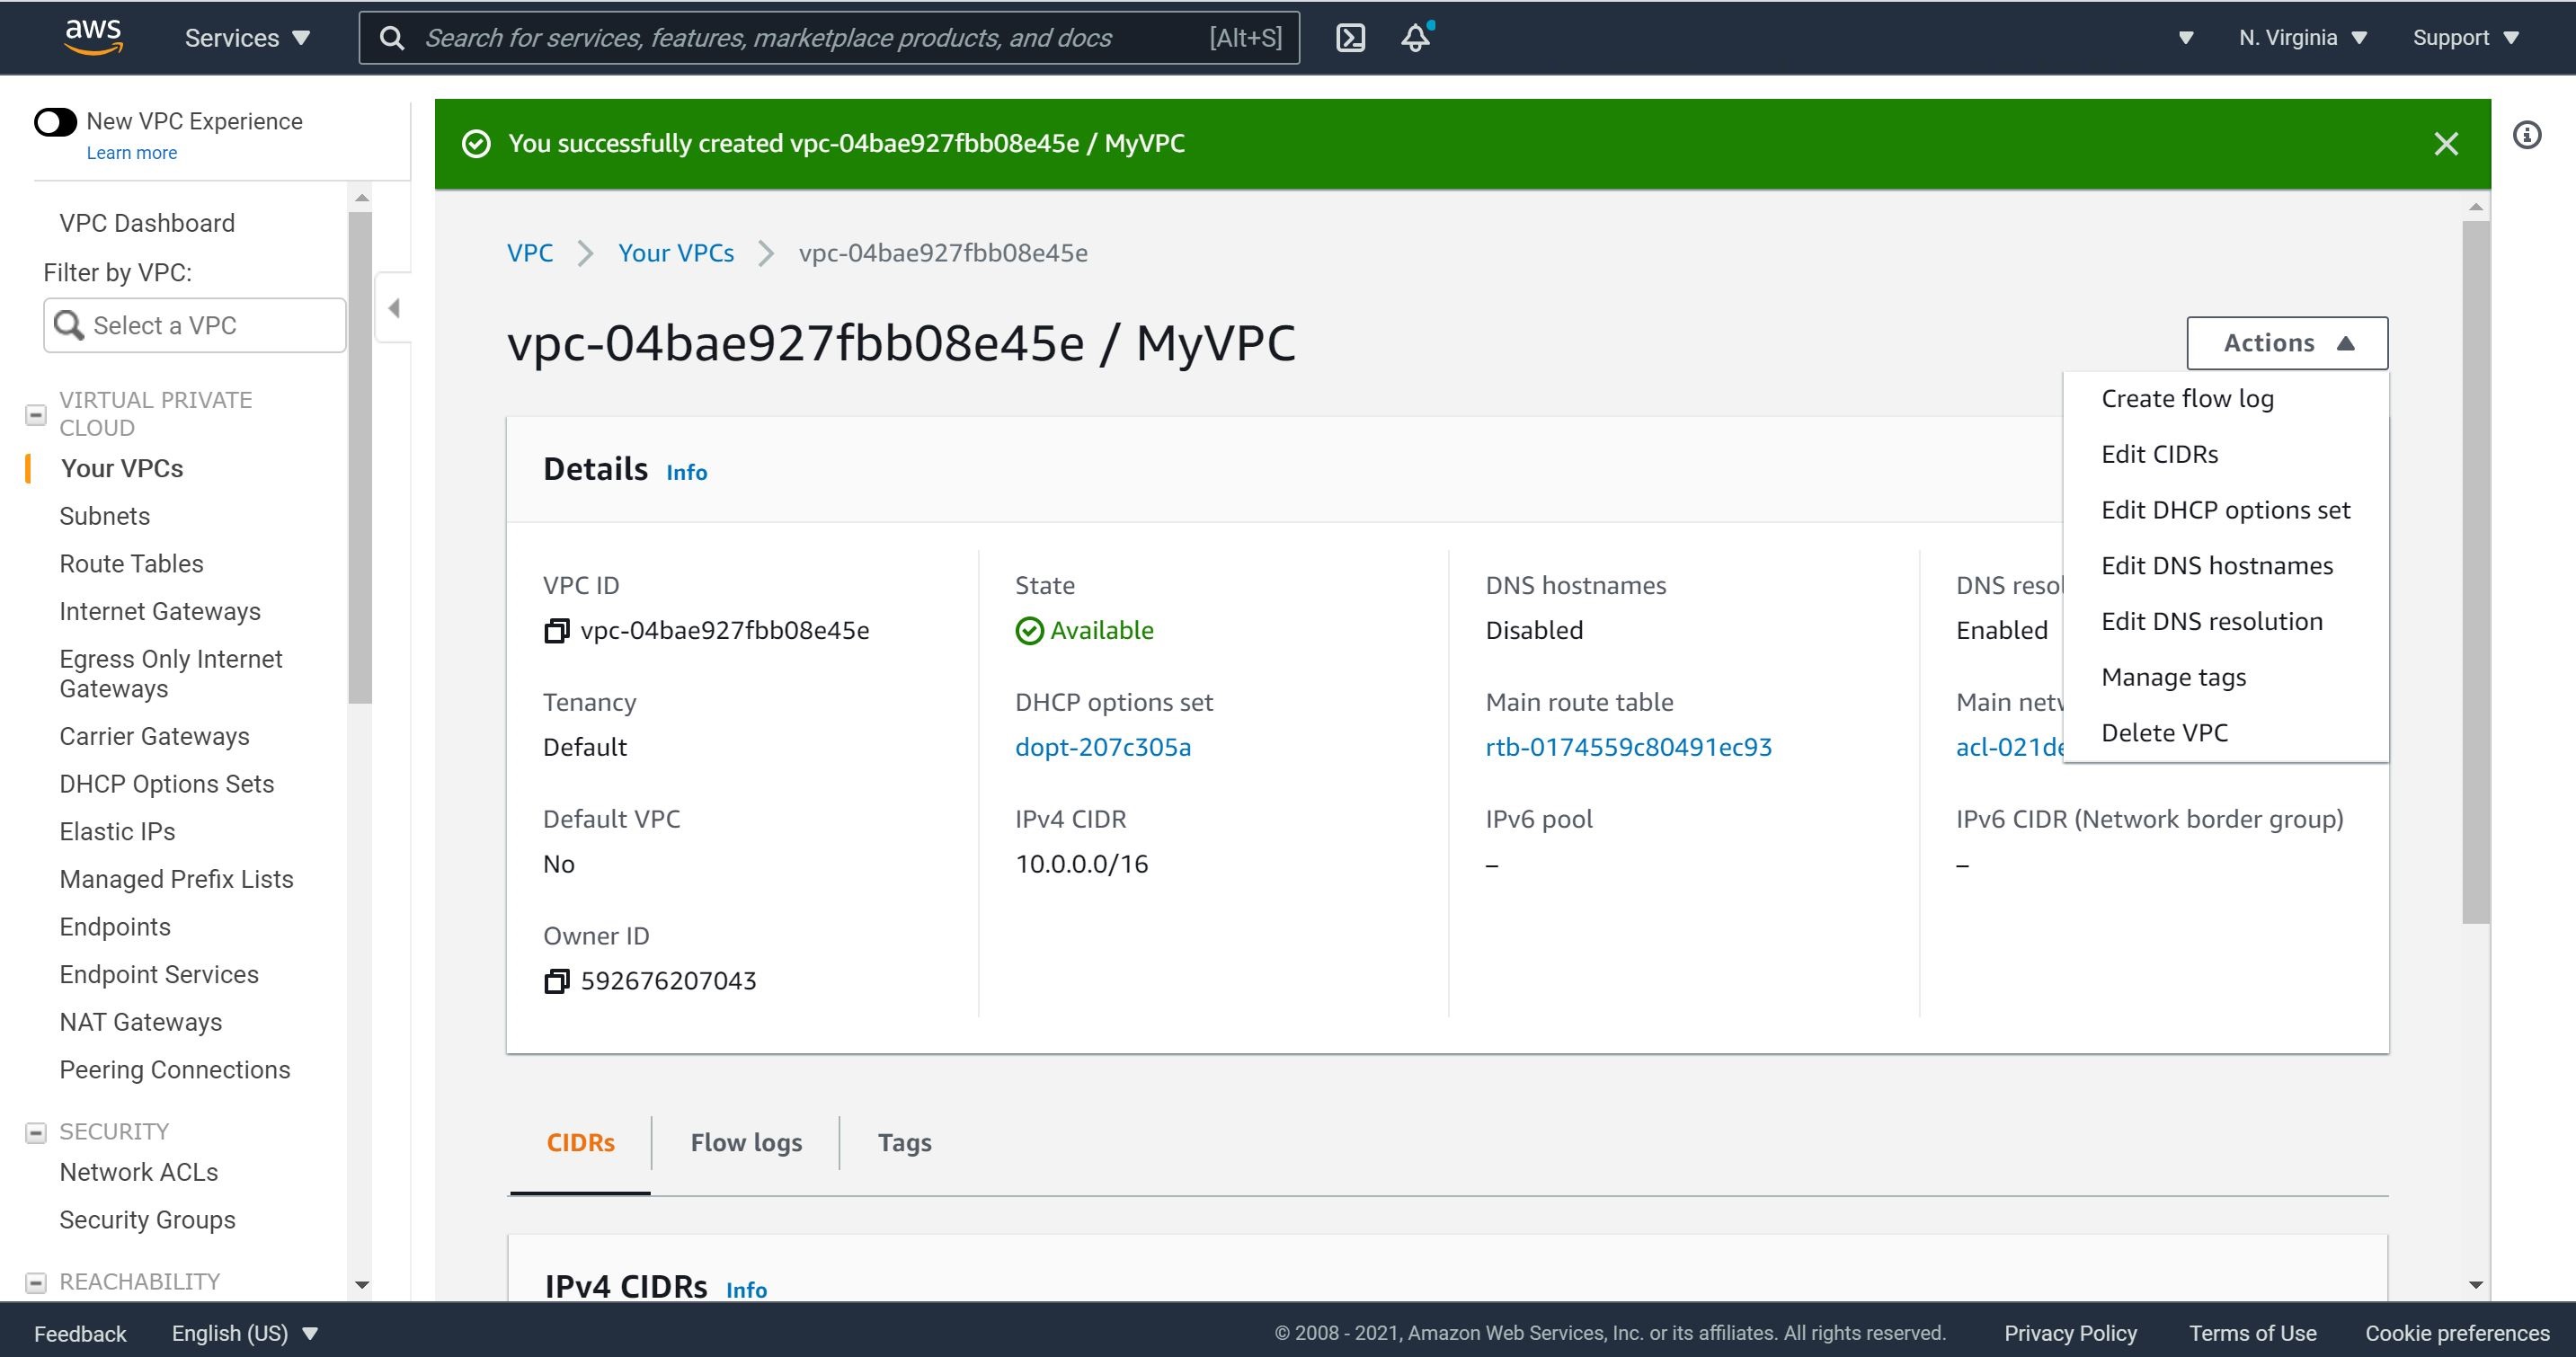 aws
Services
Search for services, features, marketplace products, and docs
[Alt+S]
N. Virginia
Support
New VPC Experience
Learn more
VPC Dashboard
Filter by VPC:
Select a VPC
VIRTUAL PRIVATE
CLOUD
Your VPCs
Subnets
Route Tables
Internet Gateways
Egress Only Internet
Gateways
Carrier Gateways
DHCP Options Sets
Elastic IPs
Managed Prefix Lists
Endpoints
Endpoint Services
NAT Gateways
Peering Connections
SECURITY
Network ACLs
Security Groups
REACHABILITY
You successfully created vpc-04bae927fbb08e45e / MyVPC
VPC > Your VPCs > vpc-04bae927fbb08e45e
vpc-04bae927fbb08e45e / MyVPC
Actions
Create flow log
Edit CIDRs
Edit DHCP options set
Edit DNS hostnames
Edit DNS resolution
Manage tags
Delete VPC
Details Info
VPC ID
vpc-04bae927fbb08e45e
State
Available
DNS hostnames
Disabled
DNS resol
Enabled
Tenancy
Default
DHCP options set
dopt-207c305a
Main route table
rtb-0174559c80491ec93
Main netw
acl-021de
Default VPC
No
IPv4 CIDR
10.0.0.0/16
IPv6 pool
–
IPv6 CIDR (Network border group)
–
Owner ID
592676207043
CIDRs
Flow logs
Tags
IPv4 CIDRs Info
Feedback
English (US)
© 2008 - 2021, Amazon Web Services, Inc. or its affiliates. All rights reserved.
Privacy Policy
Terms of Use
Cookie preferences